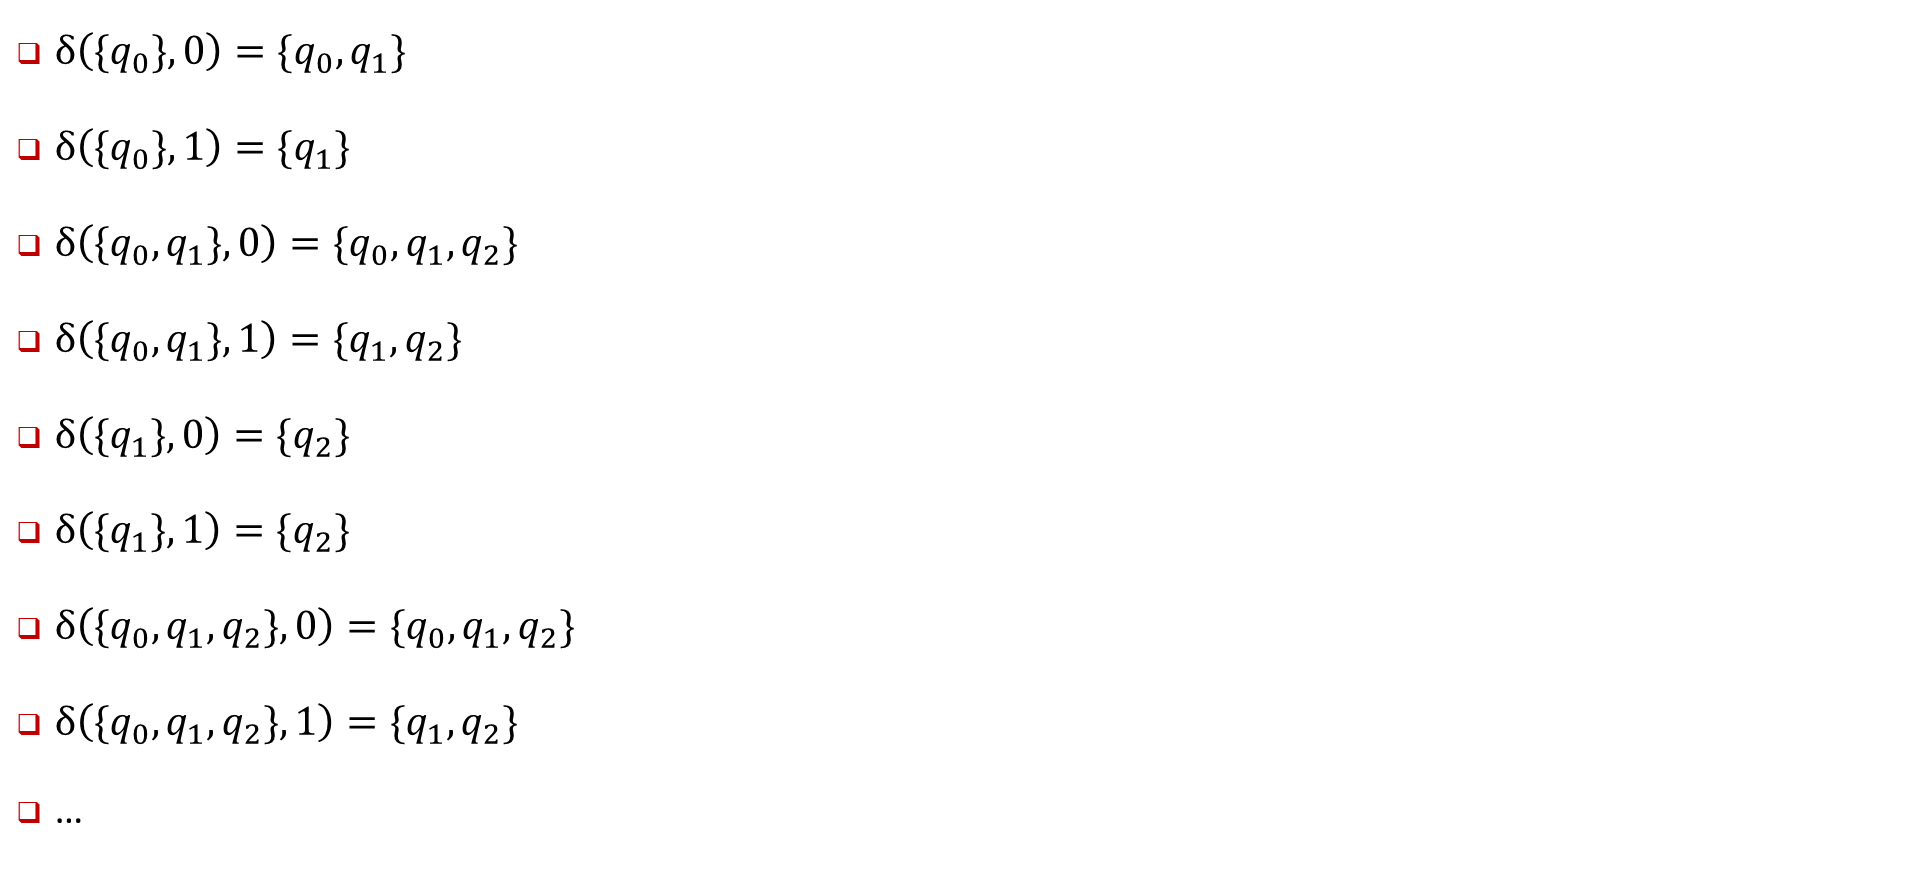 ❑ δ({q₀}, 0) = {q₀, q₁}
❑ δ({q₀}, 1) = {q₁}
❑ δ({q₀, q₁}, 0) = {q₀, q₁, q₂}
❑ δ({q₀, q₁}, 1) = {q₁, q₂}
❑ δ({q₁}, 0) = {q₂}
❑ δ({q₁}, 1) = {q₂}
❑ δ({q₀, q₁, q₂}, 0) = {q₀, q₁, q₂}
❑ δ({q₀, q₁, q₂}, 1) = {q₁, q₂}
❑ ...